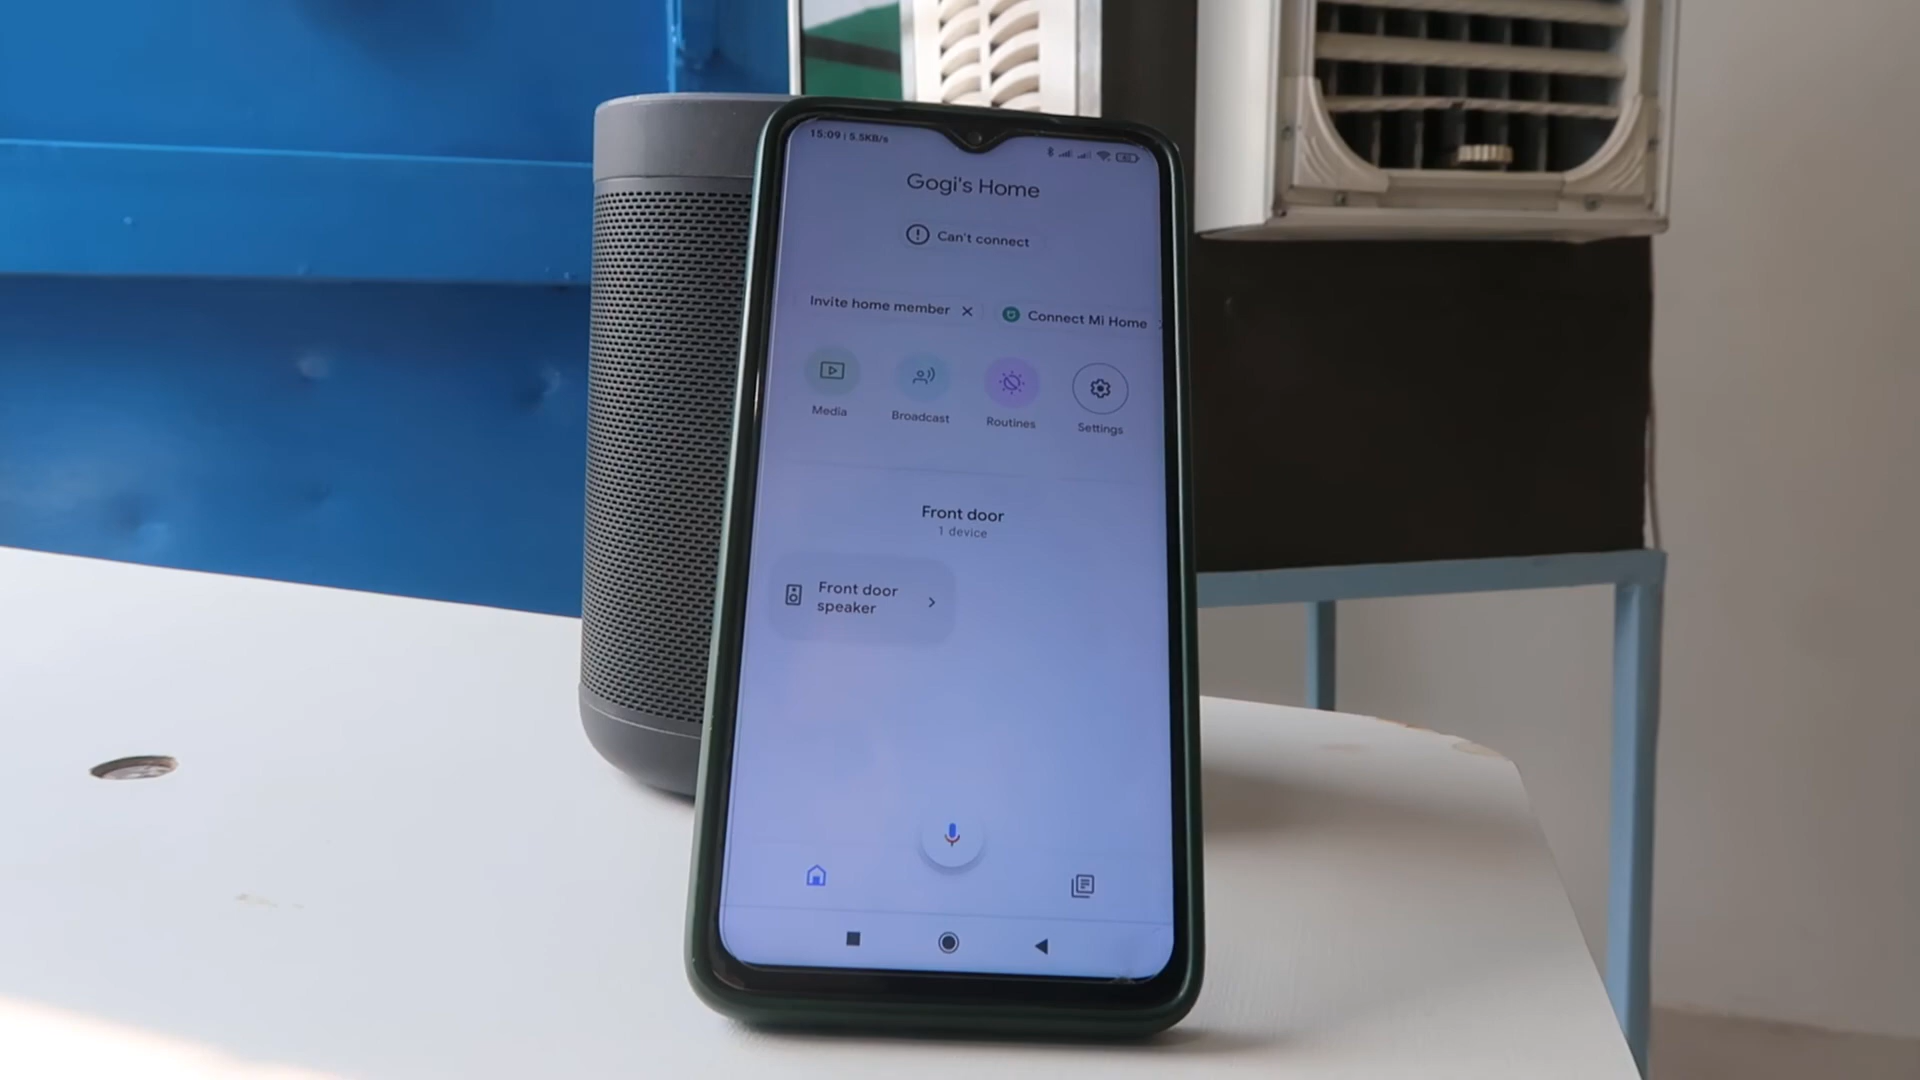 15:09 | 5.5KB/s
Gogi's Home
Can't connect
Invite home member
Connect Mi Home
Media
Broadcast
Routines
Settings
Front door
1 device
Front door
speaker